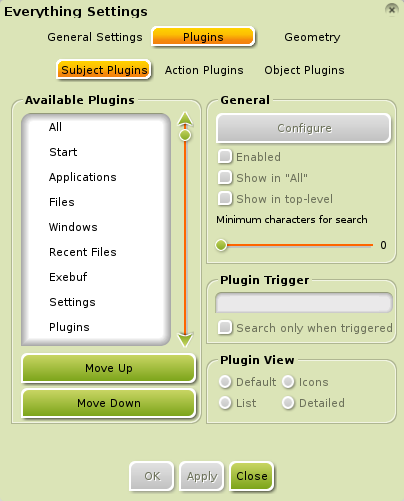 Everything Settings
General Settings
Plugins
Geometry
Subject Plugins
Action Plugins
Object Plugins
Available Plugins
All
Start
Applications
Files
Windows
Recent Files
Exebuf
Settings
Plugins
Move Up
Move Down
General
Configure
Enabled
Show in "All"
Show in top-level
Minimum characters for search
0
Plugin Trigger
Search only when triggered
Plugin View
Default
Icons
List
Detailed
OK
Apply
Close